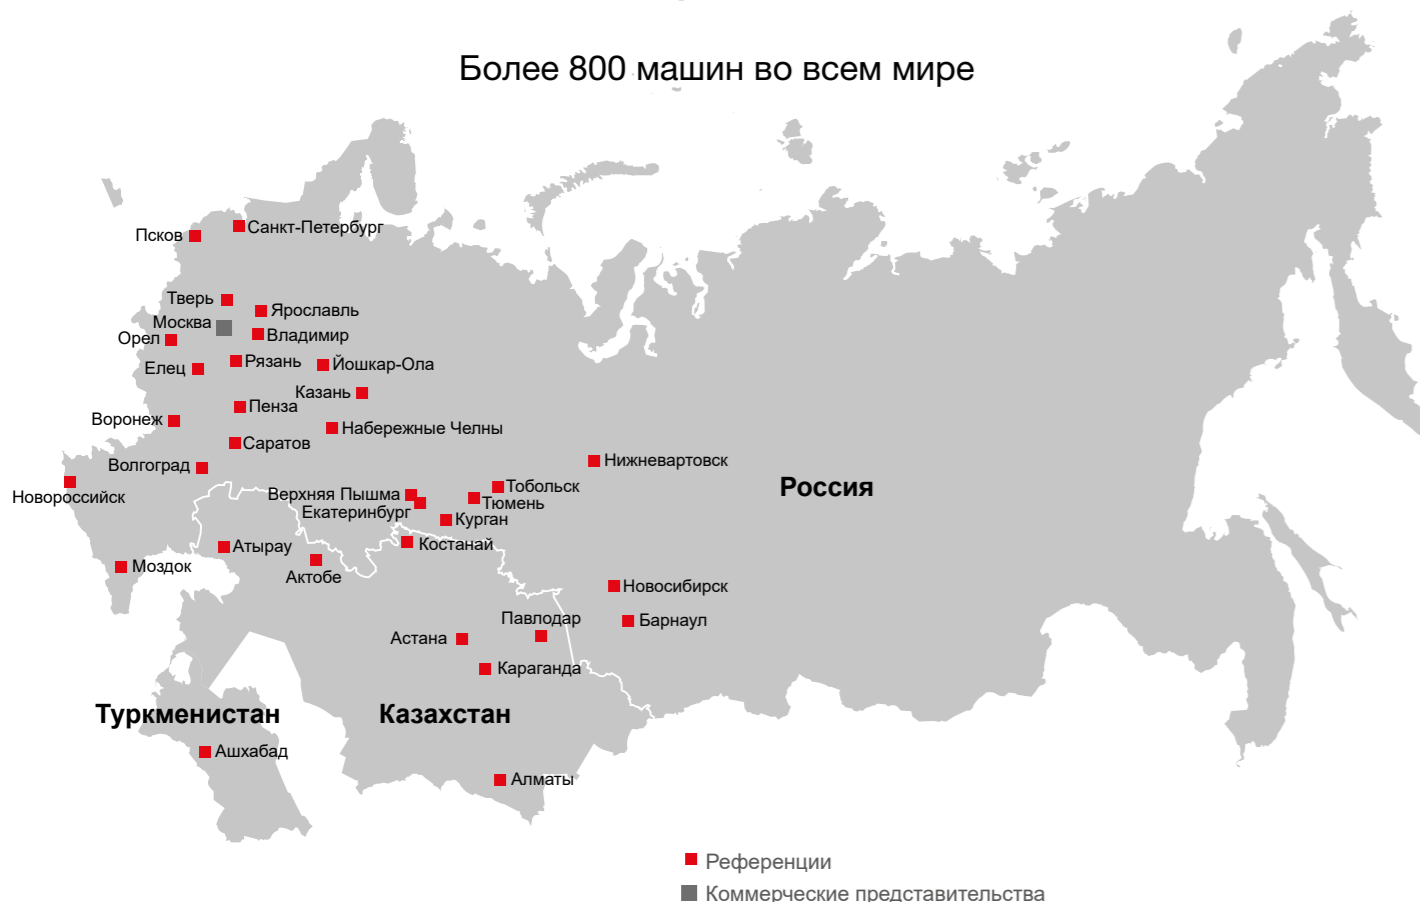 Более 800 машин во всем мире
Санкт-Петербург
Псков
Тверь
Ярославль
Москва
Владимир
Орел
Рязань
Йошкар-Ола
Елец
Казань
Пенза
Воронеж
Набережные Челны
Саратов
Волгоград
Нижневартовск
Новороссийск
Тобольск
Верхняя Пышма
Тюмень
Екатеринбург
Курган
Россия
Костанай
Атырау
Актобе
Моздок
Новосибирск
Павлодар
Барнаул
Астана
Караганда
Туркменистан
Казахстан
Ашхабад
Алматы
Референции
Коммерческие представительства